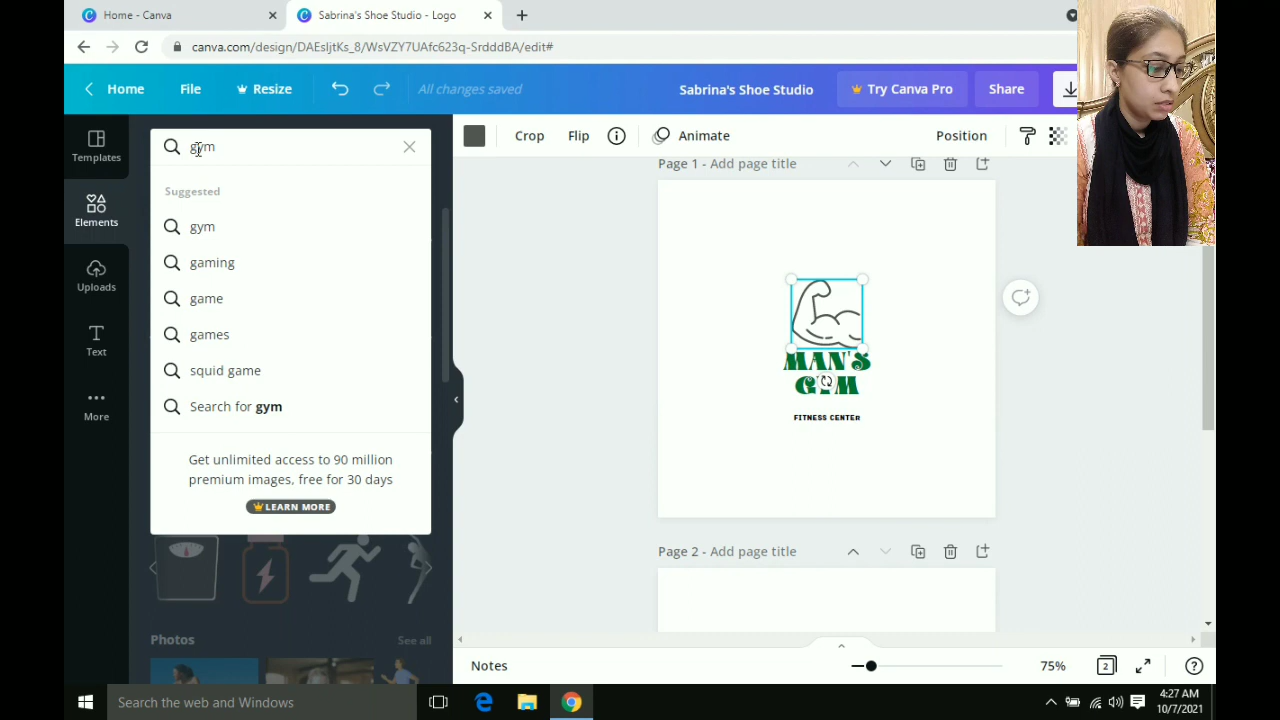 Home - Canva
Sabrina's Shoe Studio - Logo
canva.com/design/DAEsljtKs_8/WsVZY7UAfc623q-SrdddBA/edit#
Home
File
Resize
All changes saved
Sabrina's Shoe Studio
Try Canva Pro
Share
Templates
Elements
Uploads
Text
More
gym
Suggested
gym
gaming
game
games
squid game
Search for gym
Get unlimited access to 90 million
premium images, free for 30 days
LEARN MORE
Photos
See all
Crop
Flip
Animate
Position
Page 1 - Add page title
MAN'S
GYM
FITNESS CENTER
Page 2 - Add page title
Notes
75%
2
Search the web and Windows
4:27 AM
10/7/2021